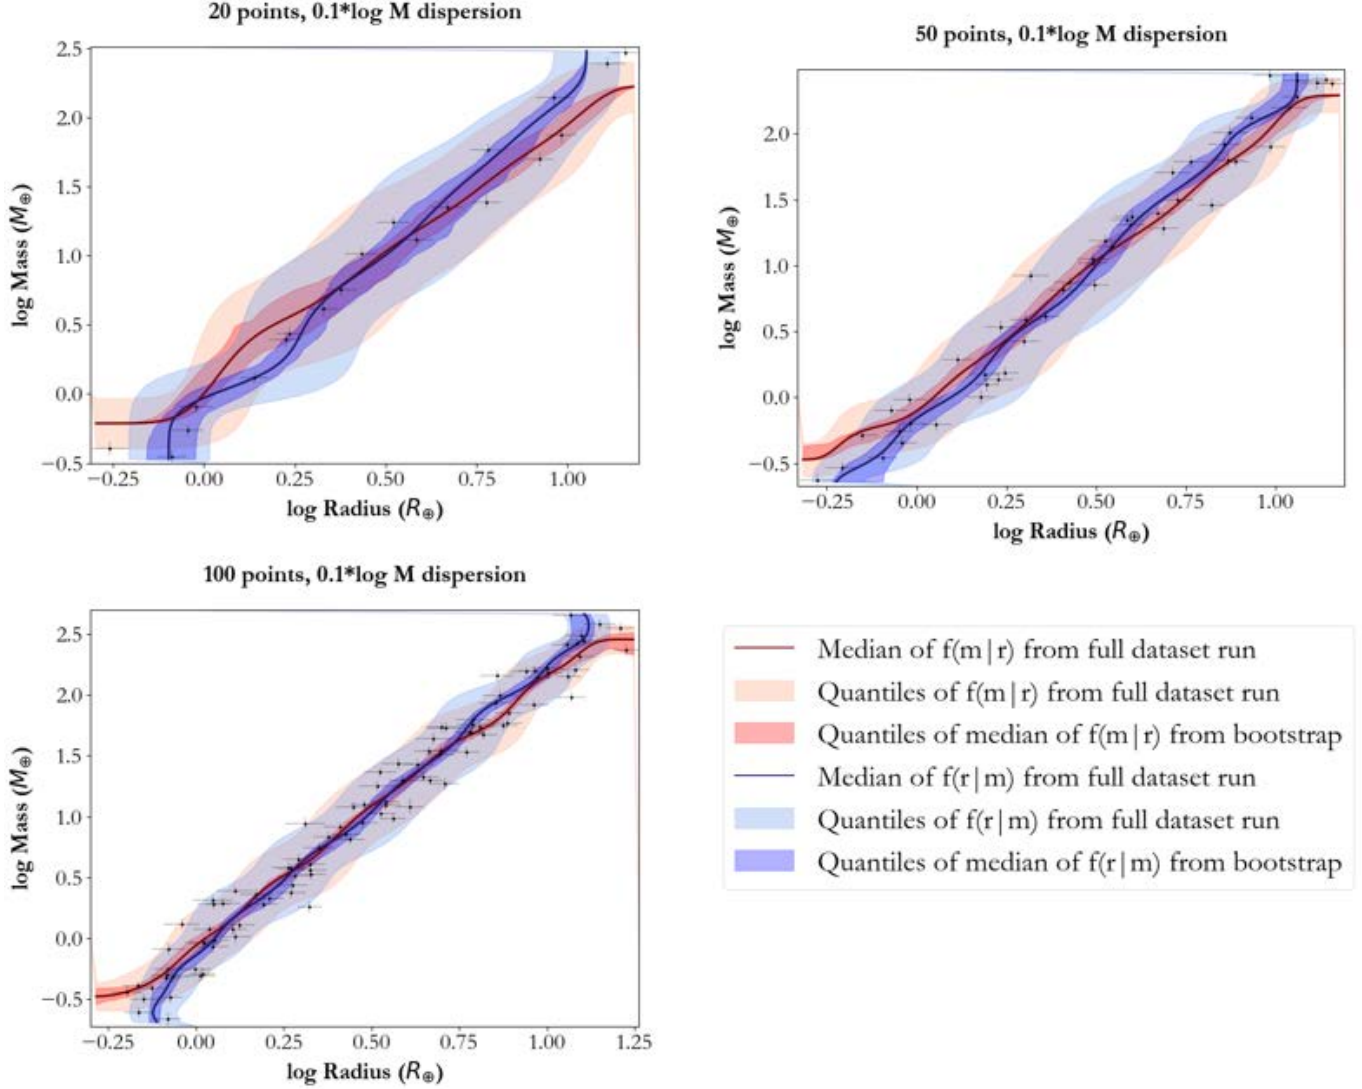 20 points, 0.1*log M dispersion
2.5
2.0
1.5
1.0
0.5
0.0
−0.5
log Mass (M⊕)
−0.25 0.00 0.25 0.50 0.75 1.00
log Radius (R⊕)
50 points, 0.1*log M dispersion
2.0
1.5
1.0
0.5
0.0
−0.5
log Mass (M⊕)
−0.25 0.00 0.25 0.50 0.75 1.00
log Radius (R⊕)
100 points, 0.1*log M dispersion
2.5
2.0
1.5
1.0
0.5
0.0
−0.5
log Mass (M⊕)
−0.25 0.00 0.25 0.50 0.75 1.00 1.25
log Radius (R⊕)
Median of f(m|r) from full dataset run
Quantiles of f(m|r) from full dataset run
Quantiles of median of f(m|r) from bootstrap
Median of f(r|m) from full dataset run
Quantiles of f(r|m) from full dataset run
Quantiles of median of f(r|m) from bootstrap